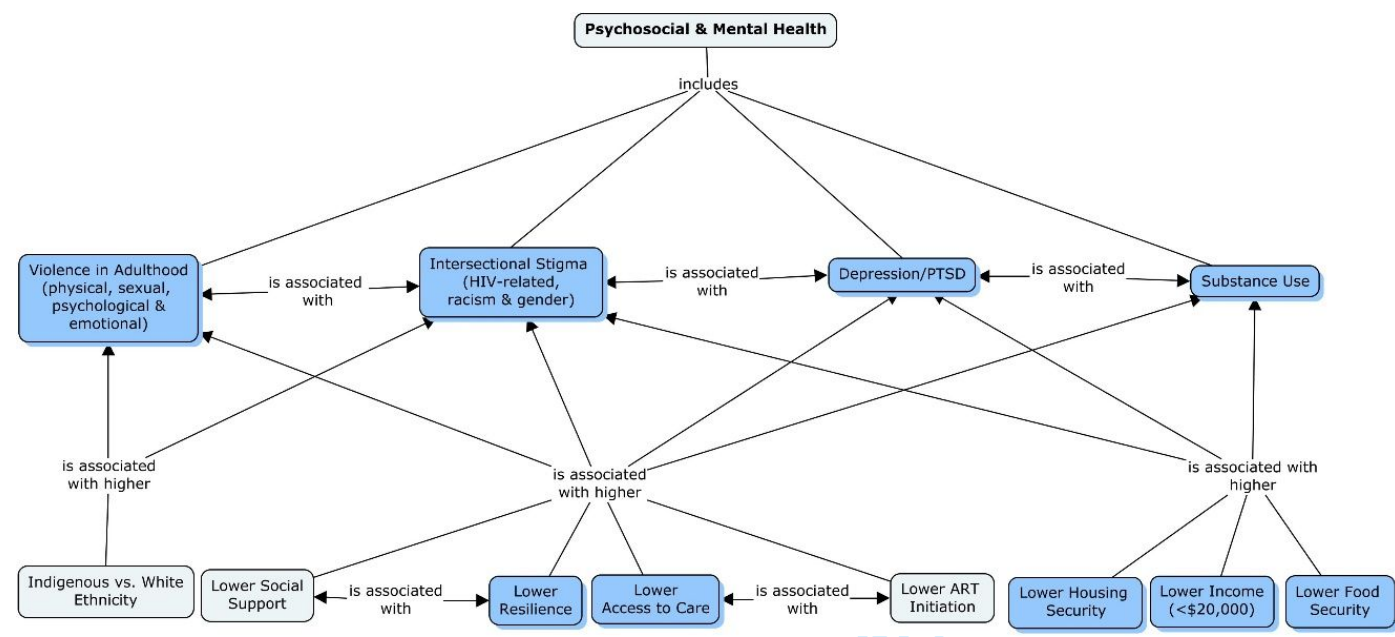 Psychosocial & Mental Health
includes
Violence in Adulthood
(physical, sexual,
psychological &
emotional)
is associated
with
Intersectional Stigma
(HIV-related,
racism & gender)
is associated
with
Depression/PTSD
is associated
with
Substance Use
is associated
with higher
is associated
with higher
is associated with
higher
Indigenous vs. White
Ethnicity
Lower Social
Support
is associated
with
Lower
Resilience
Lower
Access to Care
is associated
with
Lower ART
Initiation
Lower Housing
Security
Lower Income
(<$20,000)
Lower Food
Security